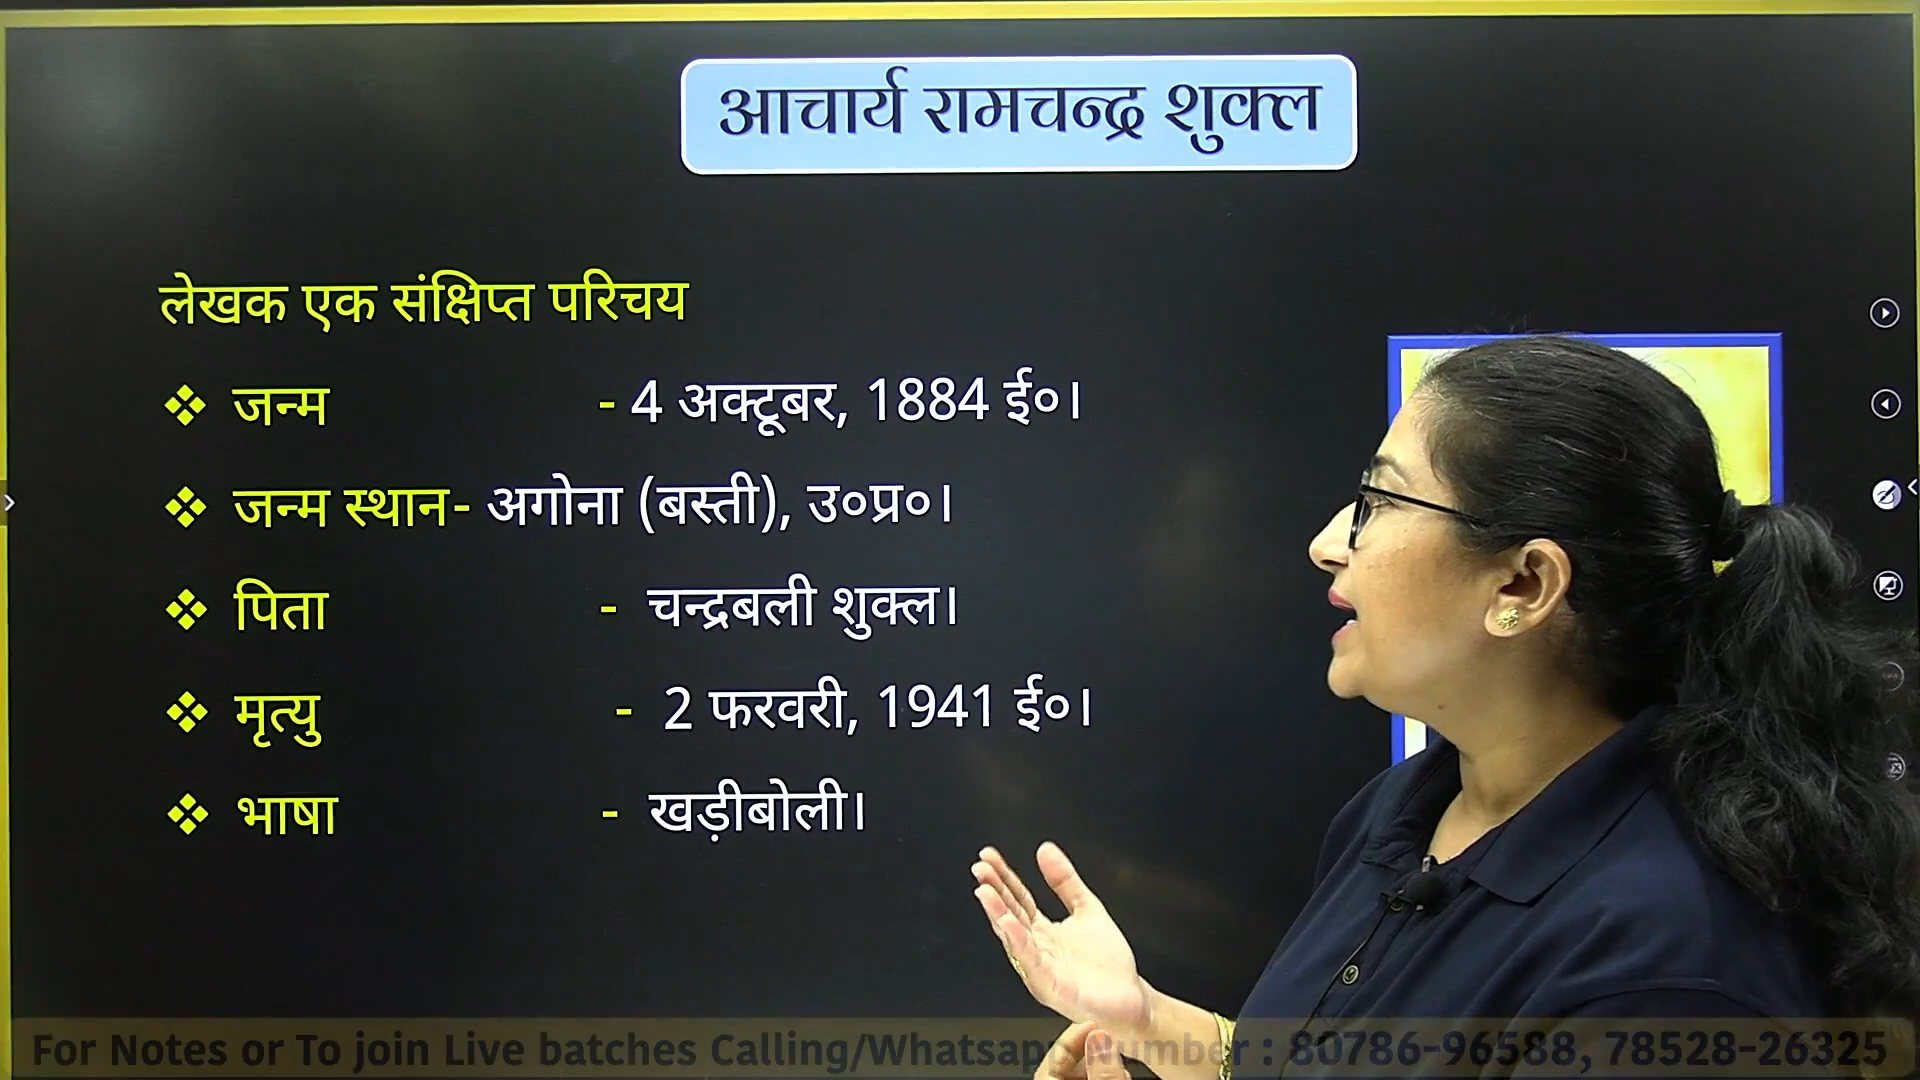 आचार्य रामचन्द्र शुक्ल
लेखक एक संक्षिप्त परिचय
❖ जन्म - 4 अक्टूबर, 1884 ई०।
❖ जन्म स्थान- अगोना (बस्ती), उ०प्र०।
❖ पिता - चन्द्रबली शुक्ल।
❖ मृत्यु - 2 फरवरी, 1941 ई०।
❖ भाषा - खड़ीबोली।
For Notes or To join Live batches Calling/Whatsapp Number : 80786-96588, 78528-26325